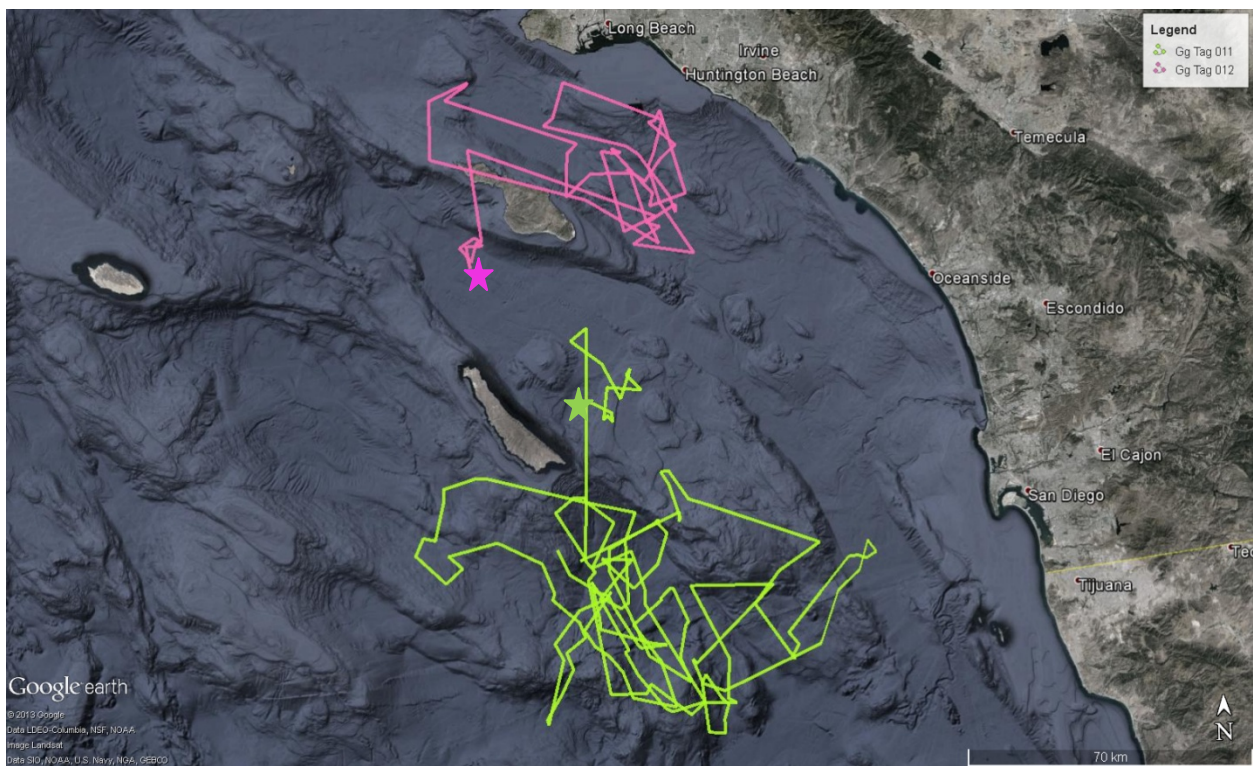 Long Beach
Irvine
Huntington Beach
Legend
Gg Tag 011
Gg Tag 012
Temecula
Oceanside
Escondido
El Cajon
San Diego
Tijuana
Google earth
© 2013 Google
Data LDEO-Columbia, NSF, NOAA
Image Landsat
Data SIO, NOAA, U.S. Navy, NGA, GEBCO
N
70 km